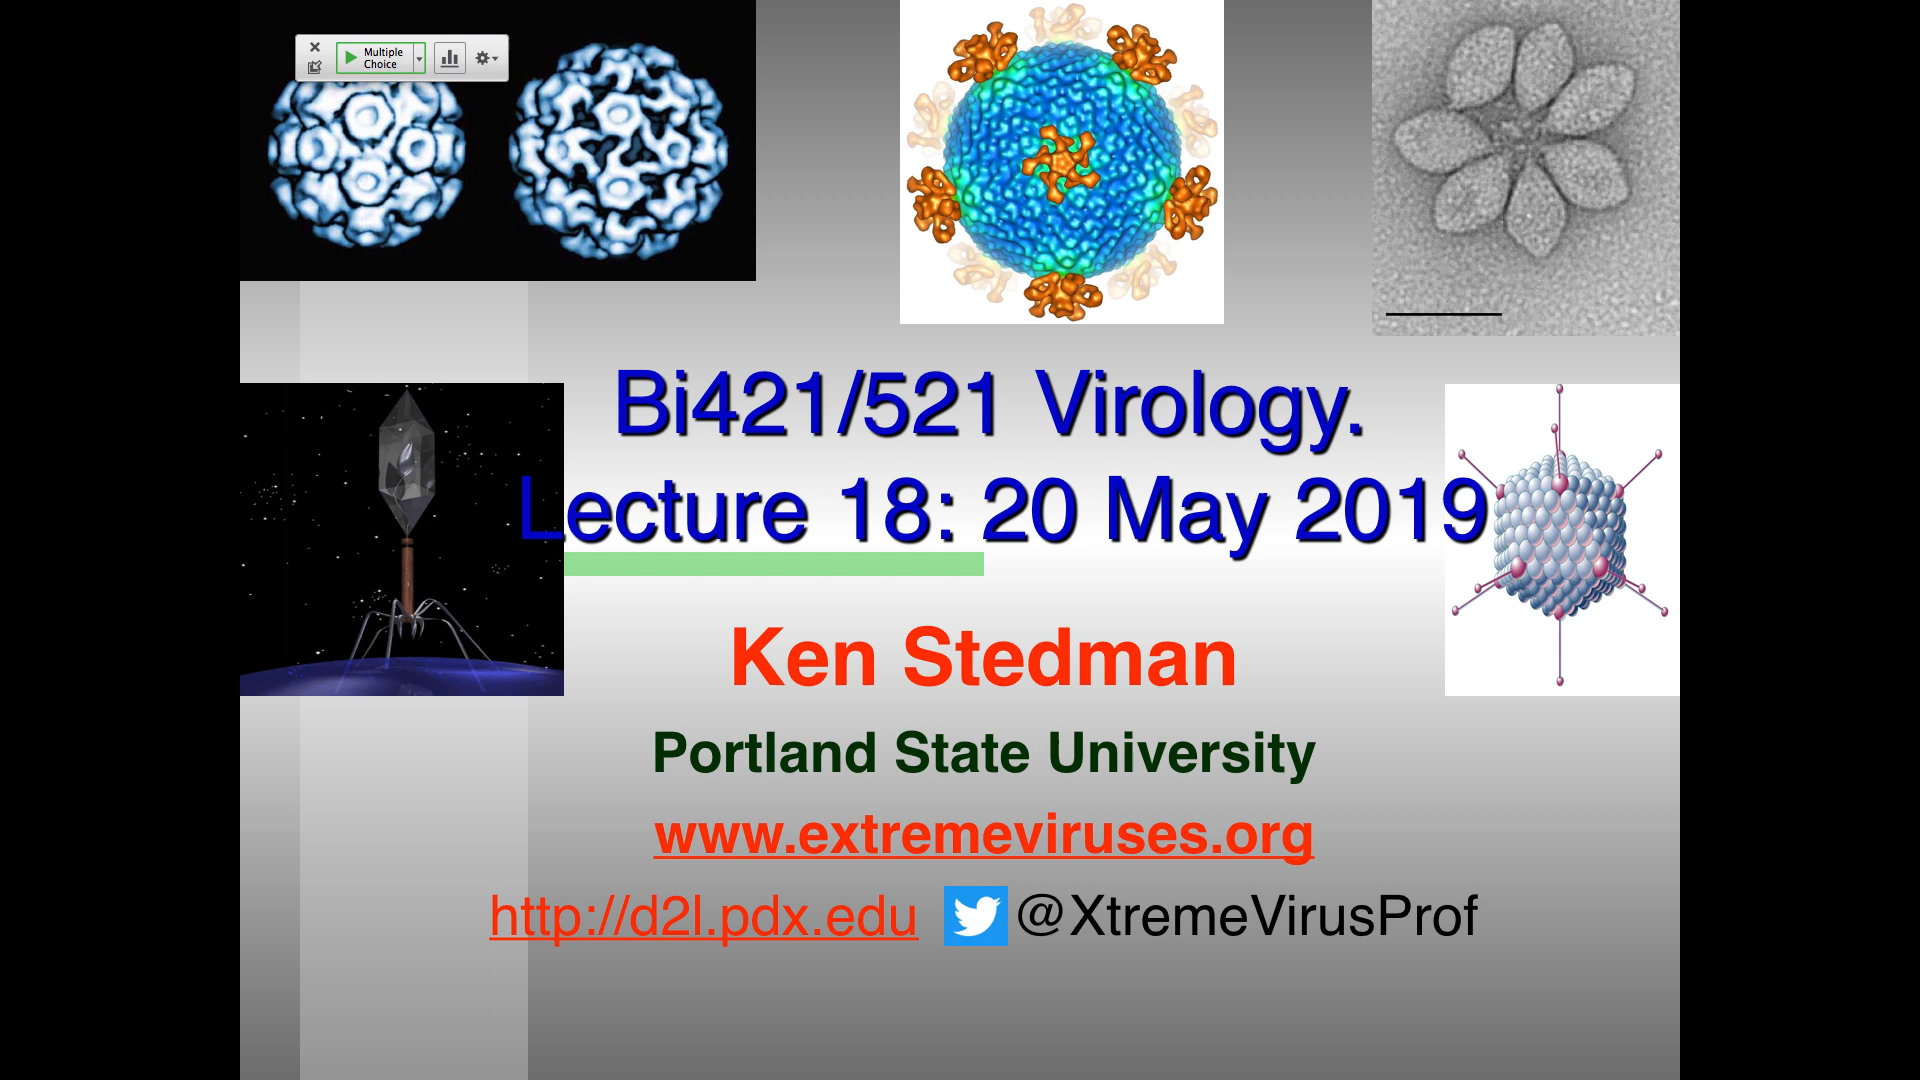 Multiple
Choice
Bi421/521 Virology.
Lecture 18: 20 May 2019
Ken Stedman
Portland State University
www.extremeviruses.org
http://d2l.pdx.edu @XtremeVirusProf